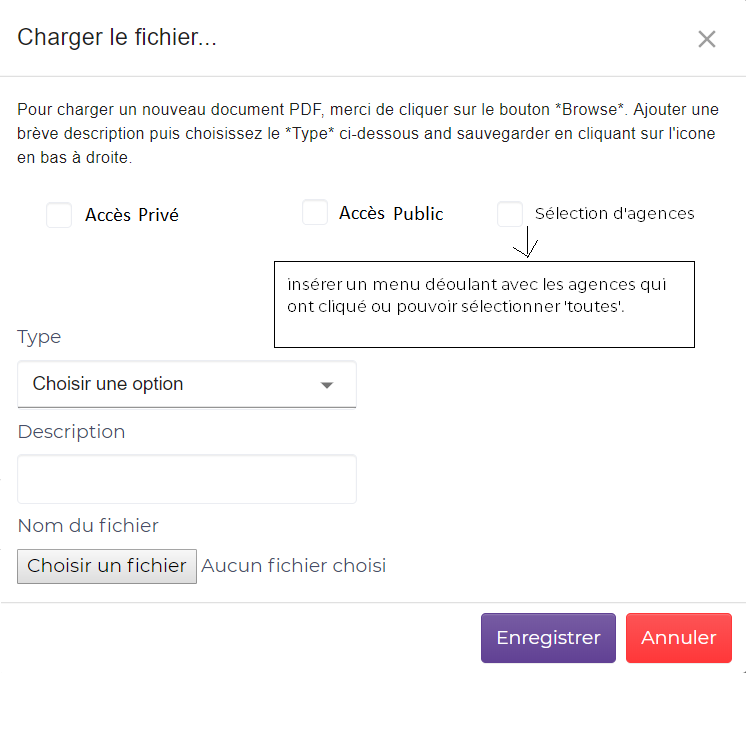 Charger le fichier...
Pour charger un nouveau document PDF, merci de cliquer sur le bouton *Browse*. Ajouter une
brève description puis choisissez le *Type* ci-dessous and sauvegarder en cliquant sur l'icone
en bas à droite.
Accès Privé
Accès Public
Sélection d'agences
insérer un menu déoulant avec les agences qui
ont cliqué ou pouvoir sélectionner 'toutes'.
Type
Choisir une option
Description
Nom du fichier
Choisir un fichier Aucun fichier choisi
Enregistrer
Annuler